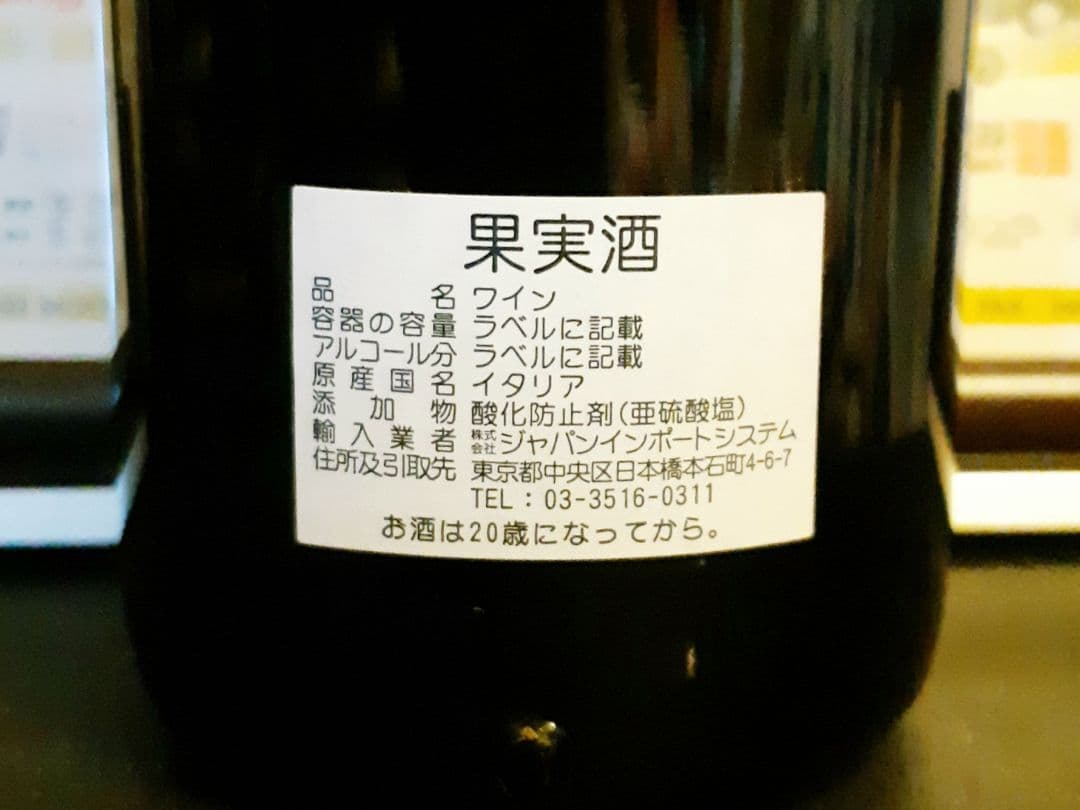 果実酒
品名 ワイン
容器の容量 ラベルに記載
アルコール分 ラベルに記載
原産国名 イタリア
添加物 酸化防止剤(亜硫酸塩)
輸入業者 株式会社ジャパンインポートシステム
住所及引取先 東京都中央区日本橋本石町4-6-7
TEL:03-3516-0311
お酒は20歳になってから。